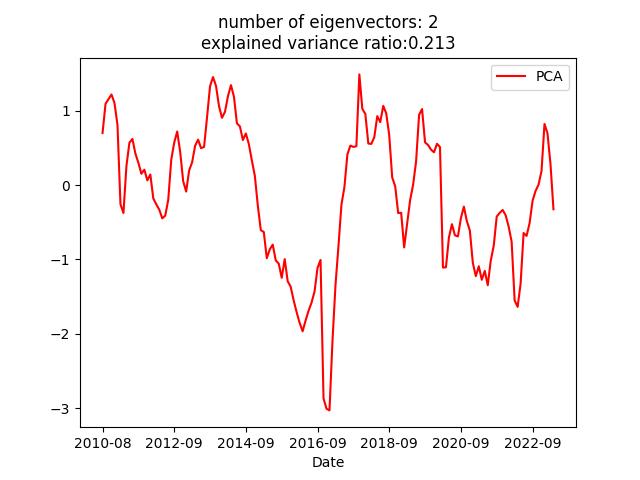 number of eigenvectors: 2
explained variance ratio:0.213
PCA
1
0
−1
−2
−3
2010-08 2012-09 2014-09 2016-09 2018-09 2020-09 2022-09
Date